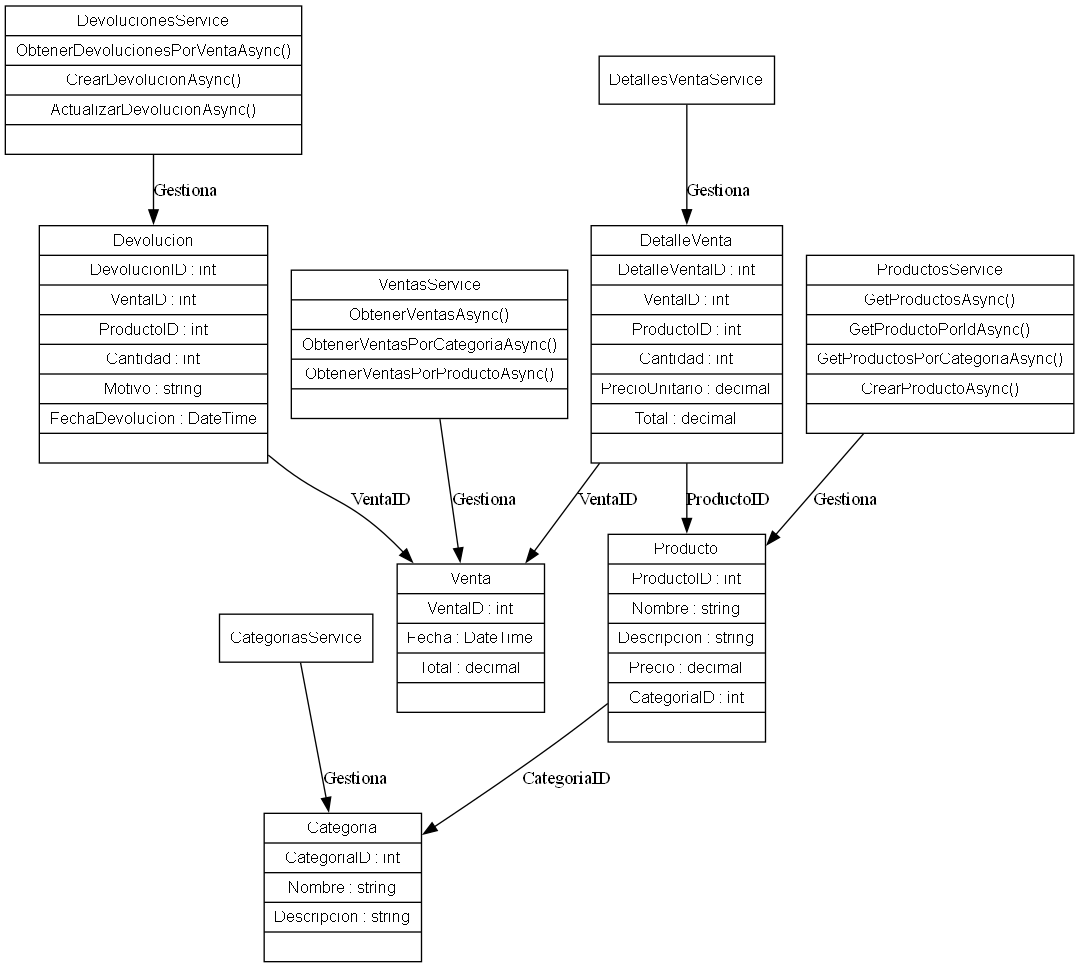 DevolucionesService
ObtenerDevolucionesPorVentaAsync()
CrearDevolucionAsync()
ActualizarDevolucionAsync()
Gestiona
DetallesVentaService
Gestiona
Devolucion
DevolucionID : int
VentaID : int
ProductoID : int
Cantidad : int
Motivo : string
FechaDevolucion : DateTime
VentasService
ObtenerVentasAsync()
ObtenerVentasPorCategoriaAsync()
ObtenerVentasPorProductoAsync()
DetalleVenta
DetalleVentaID : int
VentaID : int
ProductoID : int
Cantidad : int
PrecioUnitario : decimal
Total : decimal
ProductosService
GetProductosAsync()
GetProductoPorIdAsync()
GetProductosPorCategoriaAsync()
CrearProductoAsync()
VentaID
Gestiona
VentaID
ProductoID
Gestiona
Venta
VentaID : int
Fecha : DateTime
Total : decimal
Producto
ProductoID : int
Nombre : string
Descripcion : string
Precio : decimal
CategoriaID : int
CategoriasService
Gestiona
CategoriaID
Categoria
CategoriaID : int
Nombre : string
Descripcion : string